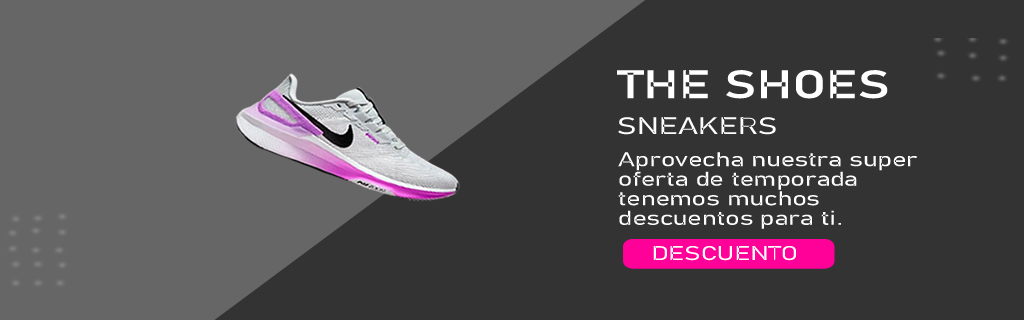 THE SHOES
SNEAKERS
Aprovecha nuestra super
oferta de temporada
tenemos muchos
descuentos para ti.
DESCUENTO